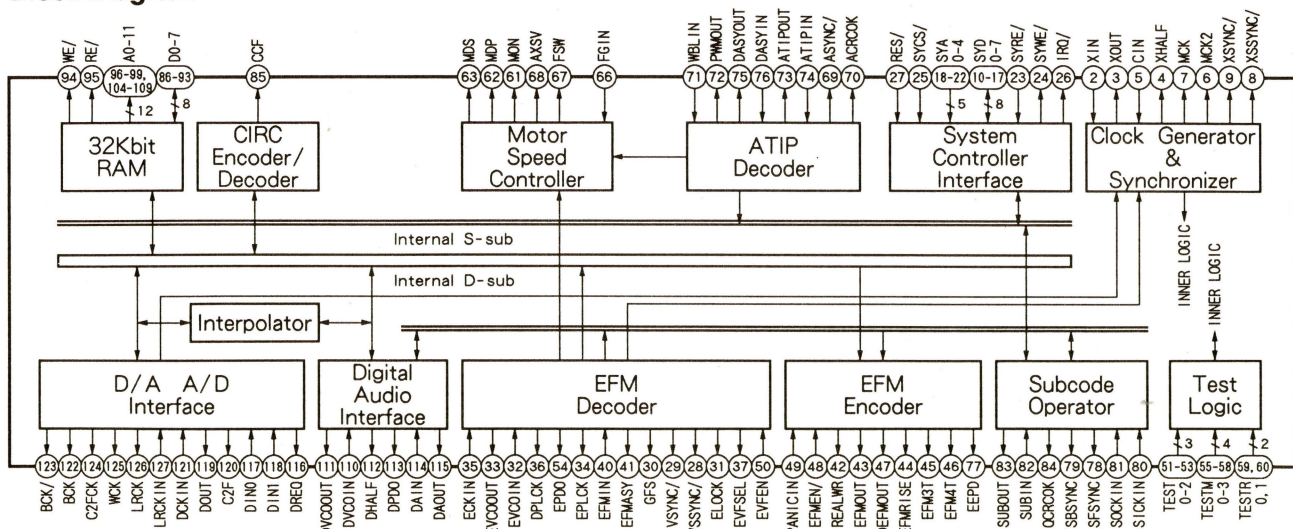 WE/
RE/
A0-11
D0-7
CCF
MDS
MDP
MON
AXSV
FSW
FGIN
WBLIN
PWMOUT
DASYOUT
DASYIN
ATIPOUT
ATIPIN
ASYNC/
ACRCOK
RES/
SYCS/
SYA 0-4
SYD 0-7
SYRE/
SYWE/
IRQ/
XIN
XOUT
CIN
XHALF
MCK
MCK2
XSYNC/
XSSYNC/
94 95 96-99, 104-109 86-93 85 63 62 61 68 67 66 71 72 75 76 73 74 69 70 27 25 18-22 10-17 23 24 26 2 3 5 4 7 6 9 8
12 8 5 8
32Kbit RAM
CIRC Encoder/ Decoder
Motor Speed Controller
ATIP Decoder
System Controller Interface
Clock Generator & Synchronizer
Internal S-sub
Internal D-sub
INNER LOGIC
INNER LOGIC
Interpolator
D/A A/D Interface
Digital Audio Interface
EFM Decoder
EFM Encoder
Subcode Operator
Test Logic
3 4 2
123 122 124 125 126 127 121 119 120 117 118 116 111 110 112 113 114 115 35 33 32 36 54 34 40 41 30 29 28 31 37 50 49 48 42 43 47 44 45 46 77 83 82 84 79 78 81 80 51-53 55-58 59, 60
BCK/
BCK
C2FCK
WCK
LRCK
LRCKIN
DCKIN
DOUT
C2F
DIN0
DIN1
DREQ
DVCOOUT
DVCOIN
DHALF
DPDO
DAIN
DAOUT
ECKIN
EVCOOUT
EVCOIN
DPLCK
EPDO
EPLCK
EFMIN
EFMASY
GFS
VSYNC/
VSSYNC/
ELOCK
EVFSEL
EVFEN
PANICIN
EFMEN/
REALWR
EFMOUT
DEFMOUT
EFMRISE
EFM3T
EFM4T
EEPD
SUBOUT
SUBIN
QCRCOK
SBSYNC
SFSYNC
SOCKIN
SICKIN
TEST 0-2
TESTM 0-3
TESTR 0, 1